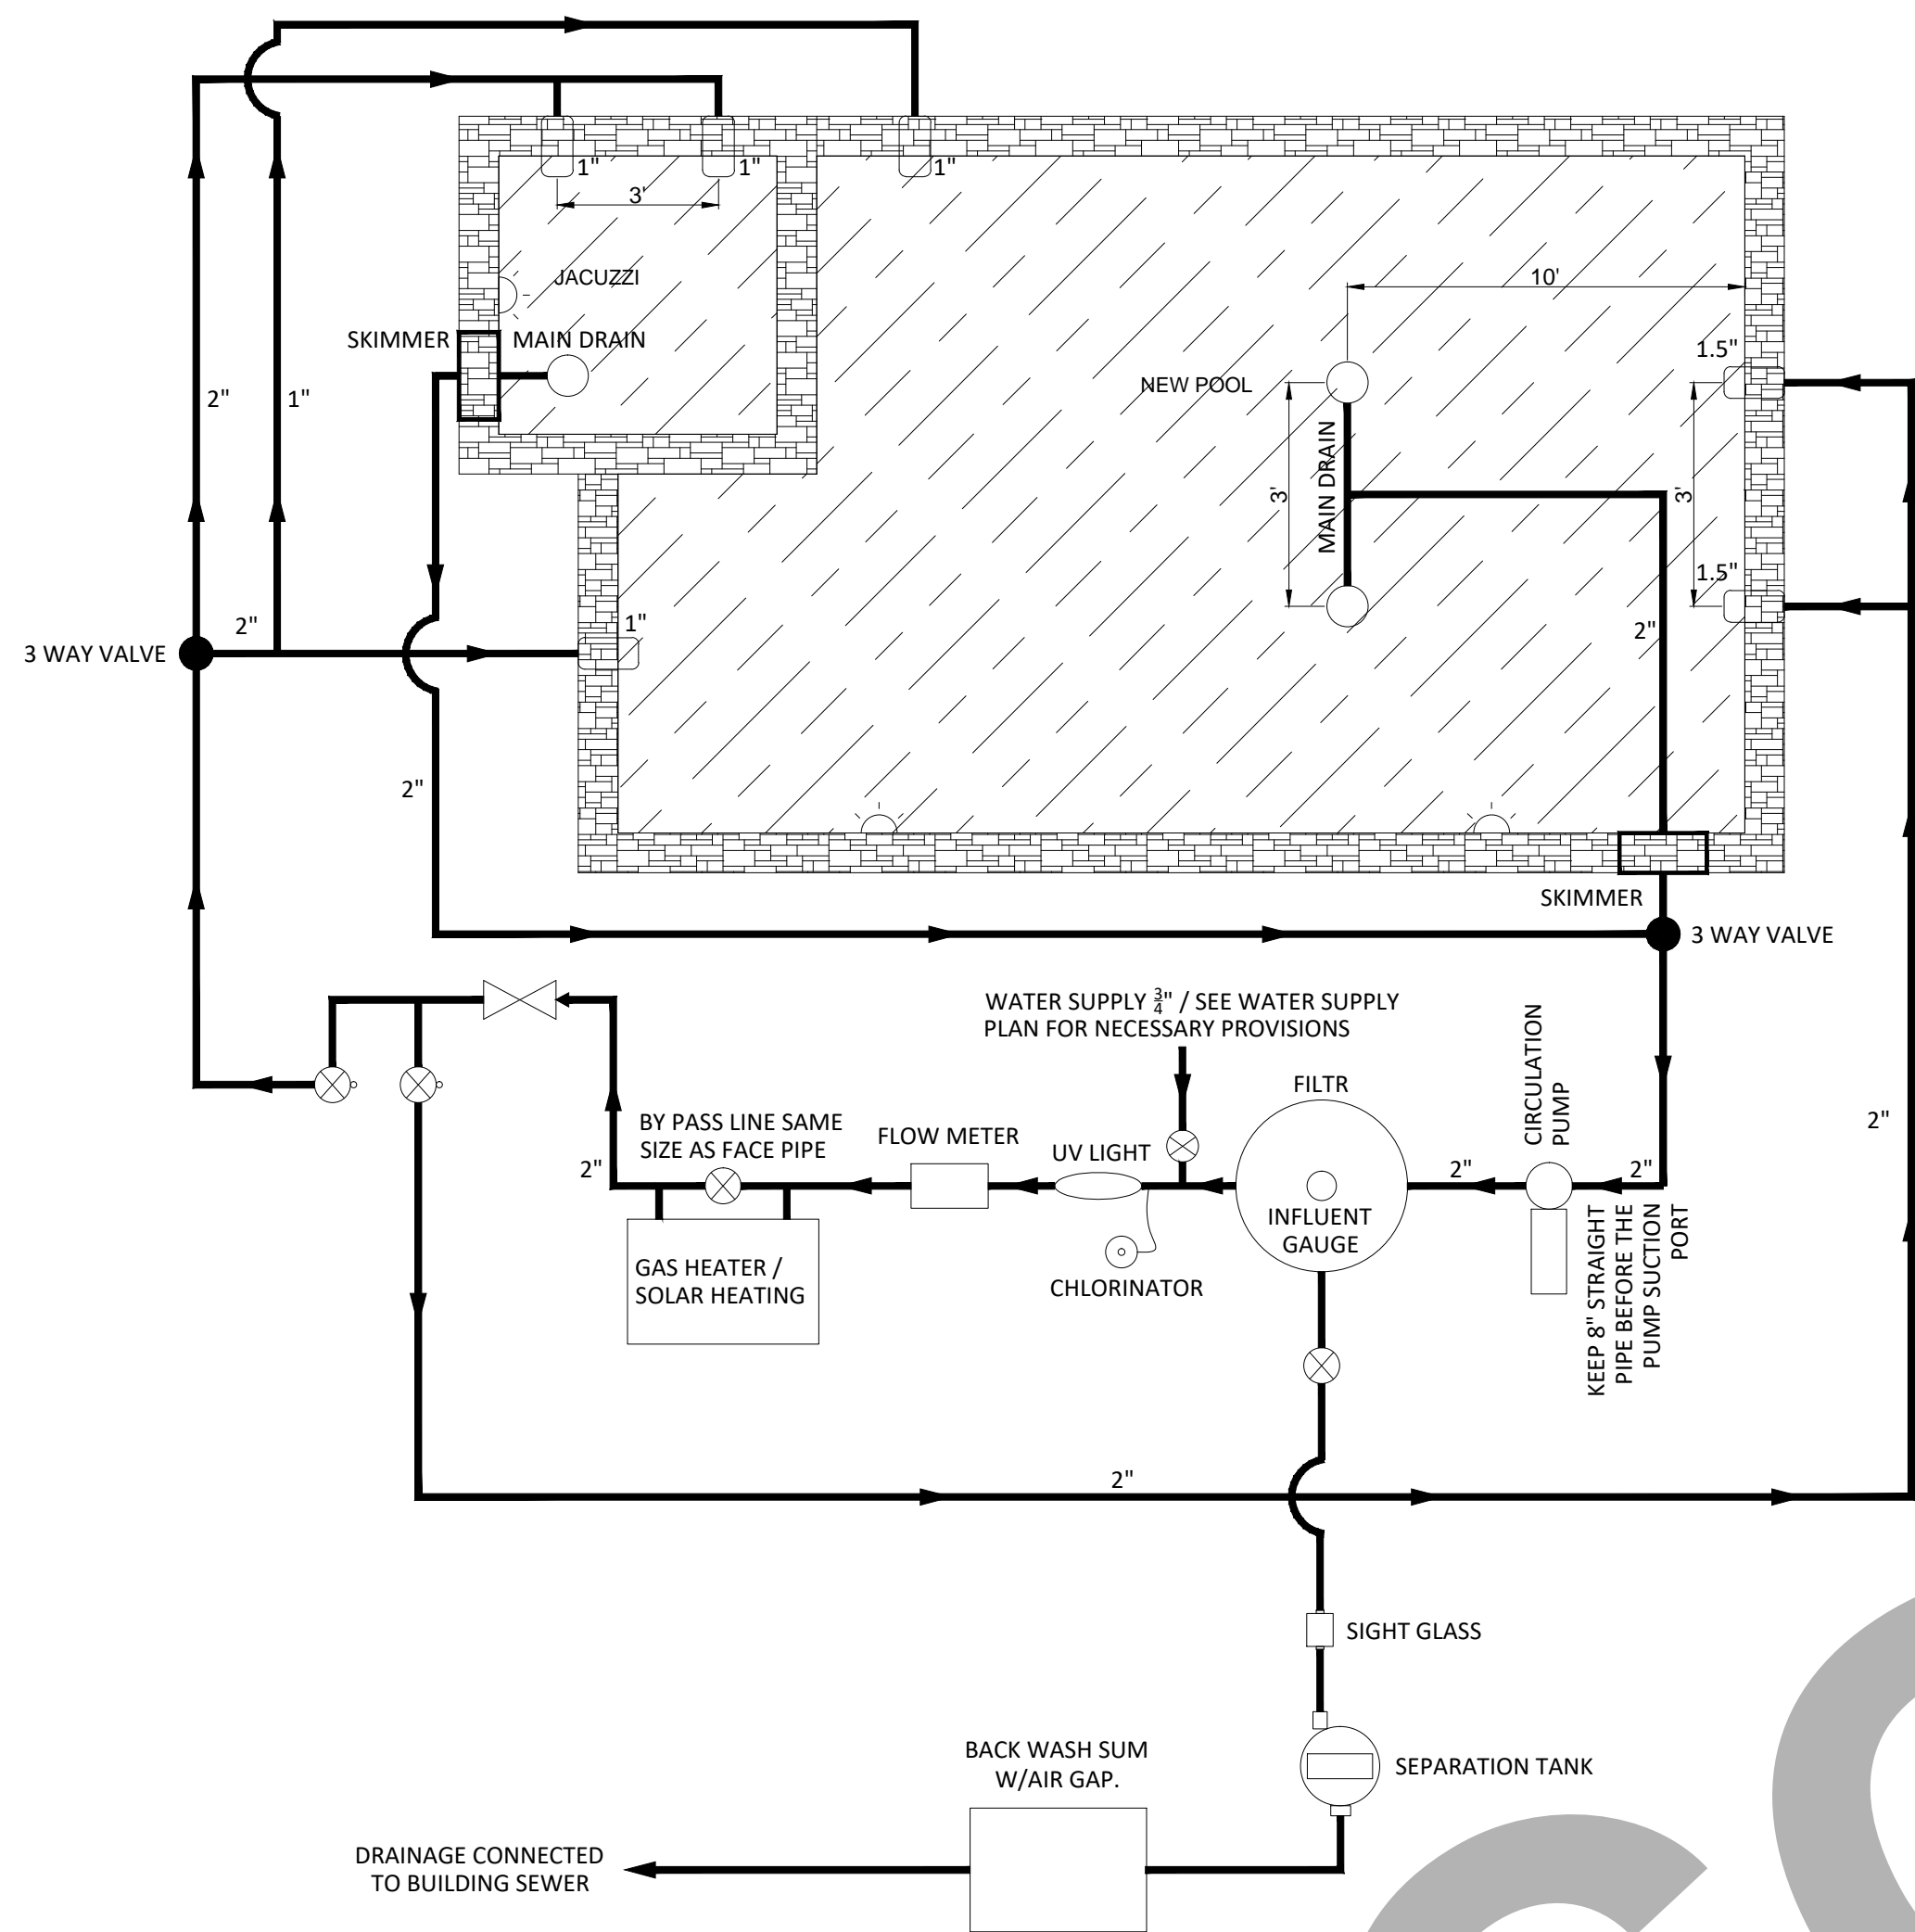 1"
1"
1"
3'
JACUZZI
10'
SKIMMER
MAIN DRAIN
1.5"
NEW POOL
2"
1"
MAIN DRAIN
3'
3'
1.5"
2"
1"
2"
3 WAY VALVE
2"
SKIMMER
3 WAY VALVE
WATER SUPPLY 3/4" / SEE WATER SUPPLY
PLAN FOR NECESSARY PROVISIONS
CIRCULATION
PUMP
FILTR
BY PASS LINE SAME
SIZE AS FACE PIPE
FLOW METER
UV LIGHT
2"
2"
2"
2"
INFLUENT
GAUGE
KEEP 8" STRAIGHT
PIPE BEFORE THE
PUMP SUCTION
PORT
GAS HEATER /
SOLAR HEATING
CHLORINATOR
2"
SIGHT GLASS
BACK WASH SUM
W/AIR GAP.
SEPARATION TANK
DRAINAGE CONNECTED
TO BUILDING SEWER